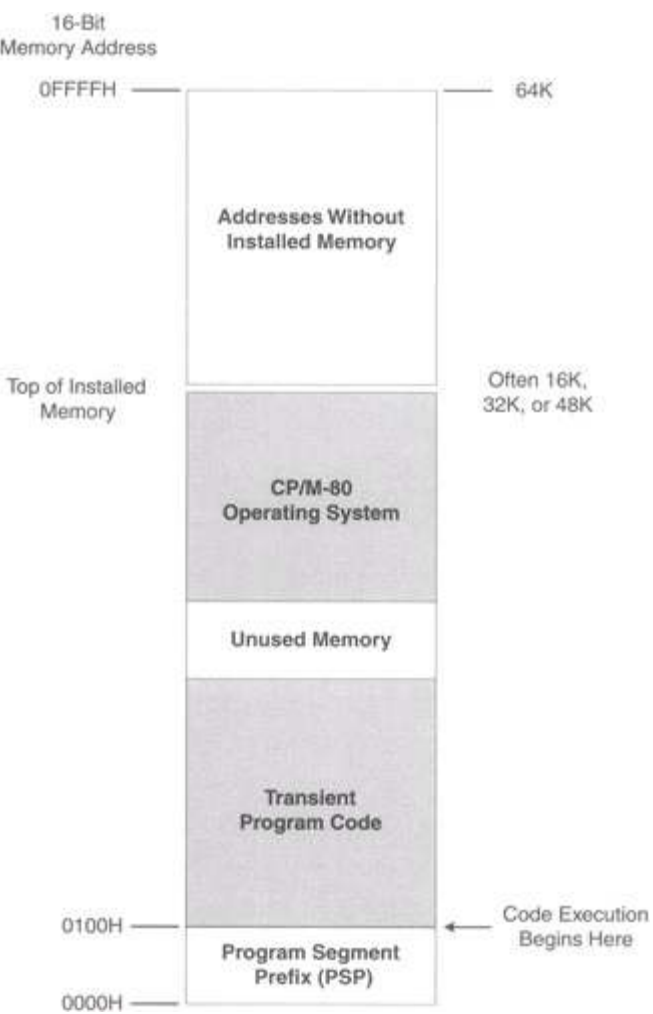 16-Bit
Memory Address
0FFFFH
64K
Addresses Without
Installed Memory
Top of Installed
Memory
Often 16K,
32K, or 48K
CP/M-80
Operating System
Unused Memory
Transient
Program Code
0100H
Code Execution
Begins Here
Program Segment
Prefix (PSP)
0000H